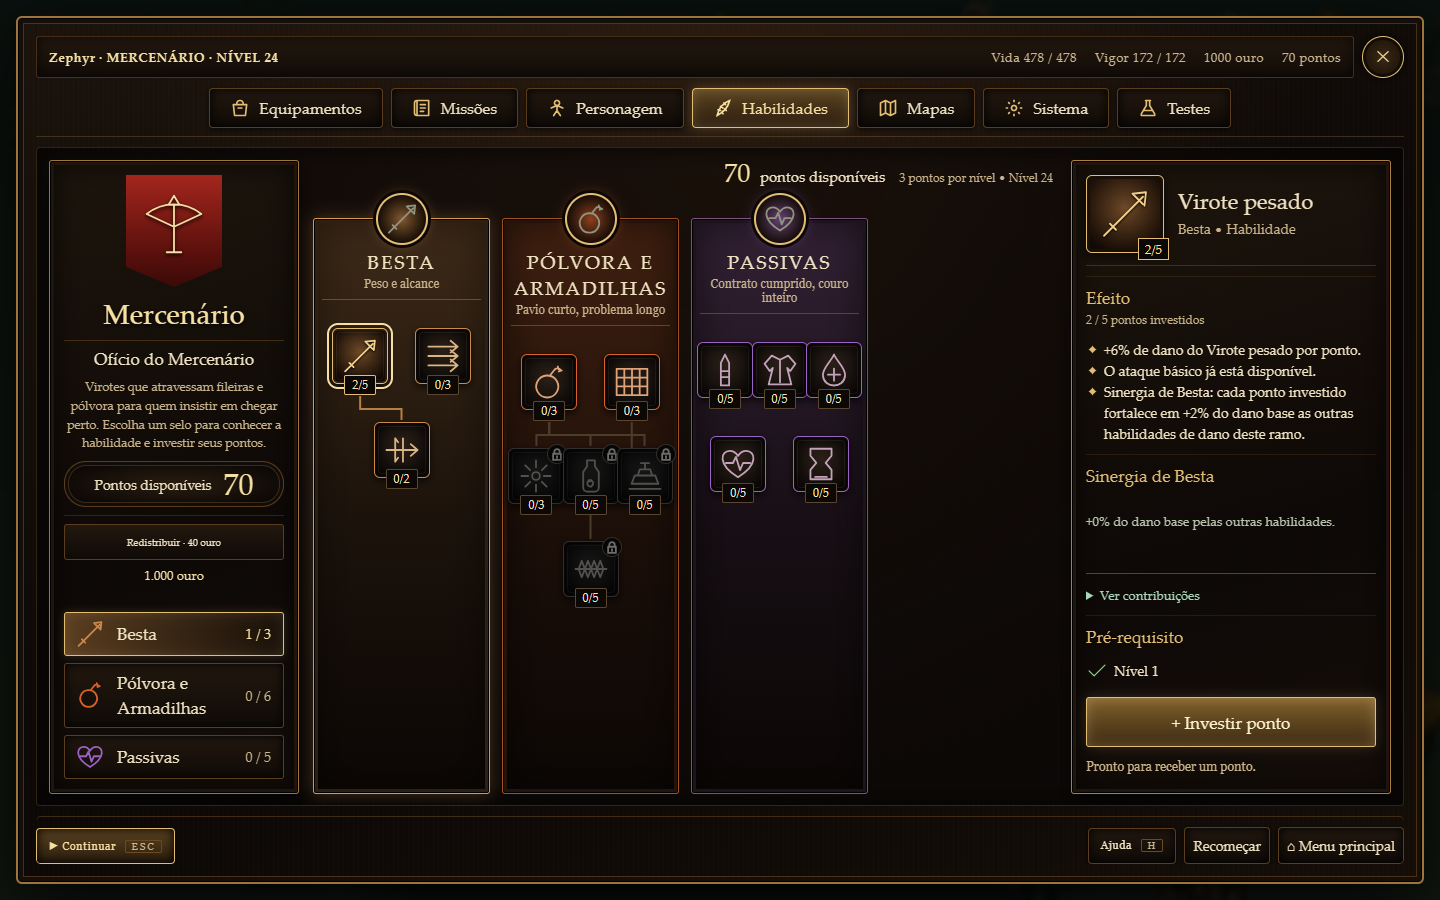 Zephyr · MERCENÁRIO · NÍVEL 24
Vida 478 / 478 Vigor 172 / 172 1000 ouro 70 pontos
Equipamentos Missões Personagem Habilidades Mapas Sistema Testes
Mercenário
Ofício do Mercenário
Virotes que atravessam fileiras e
pólvora para quem insistir em chegar
perto. Escolha um selo para conhecer a
habilidade e investir seus pontos.
Pontos disponíveis 70
Redistribuir · 40 ouro
1.000 ouro
Besta 1 / 3
Pólvora e
Armadilhas 0 / 6
Passivas 0 / 5
70 pontos disponíveis 3 pontos por nível • Nível 24
BESTA
Peso e alcance
2/5 0/3
0/2
PÓLVORA E
ARMADILHAS
Pavio curto, problema longo
0/3 0/3
0/3 0/5 0/5
0/5
PASSIVAS
Contrato cumprido, couro
inteiro
0/5 0/5 0/5
0/5 0/5
Virote pesado
Besta • Habilidade
2/5
Efeito
2 / 5 pontos investidos
+6% de dano do Virote pesado por ponto.
O ataque básico já está disponível.
Sinergia de Besta: cada ponto investido
fortalece em +2% do dano base as outras
habilidades de dano deste ramo.
Sinergia de Besta
+0% do dano base pelas outras habilidades.
Ver contribuições
Pré-requisito
Nível 1
+ Investir ponto
Pronto para receber um ponto.
Continuar ESC
Ajuda H Recomeçar ⌂ Menu principal